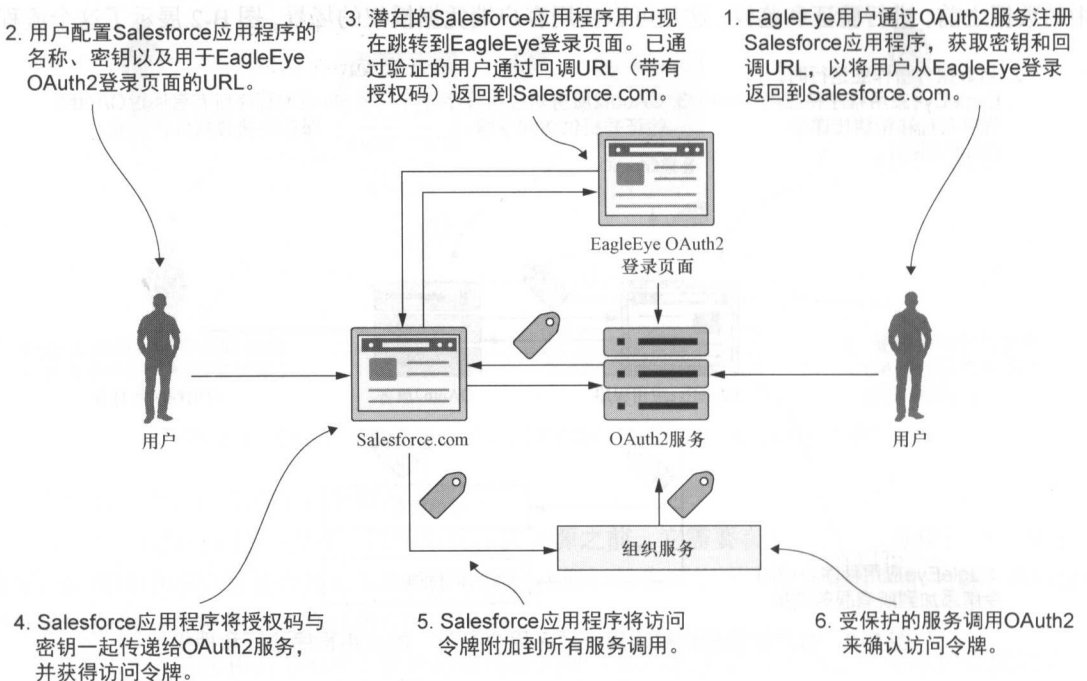 1. EagleEye用户通过OAuth2服务注册
Salesforce应用程序，获取密钥和回
调URL，以将用户从EagleEye登录
返回到Salesforce.com。
2. 用户配置Salesforce应用程序的
名称、密钥以及用于EagleEye
OAuth2登录页面的URL。
3. 潜在的Salesforce应用程序用户现
在跳转到EagleEye登录页面。已通
过验证的用户通过回调URL（带有
授权码）返回到Salesforce.com。
EagleEye OAuth2
登录页面
用户
Salesforce.com
OAuth2服务
用户
组织服务
4. Salesforce应用程序将授权码与
密钥一起传递给OAuth2服务，
并获得访问令牌。
5. Salesforce应用程序将访问
令牌附加到所有服务调用。
6. 受保护的服务调用OAuth2
来确认访问令牌。